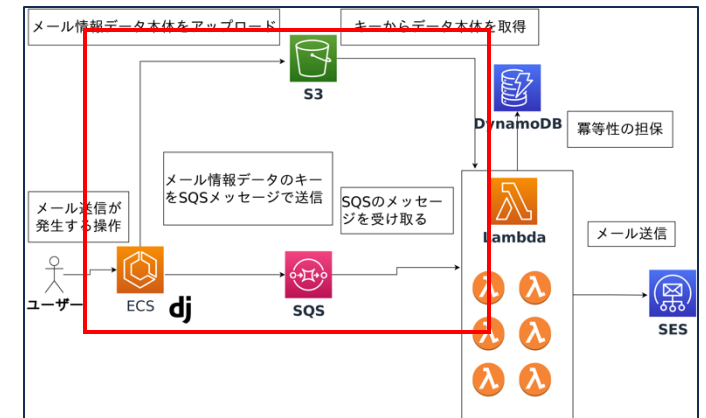 メール情報データ本体をアップロード
キーからデータ本体を取得
S3
DynamoDB
冪等性の担保
メール情報データのキー
をSQSメッセージで送信
SQSのメッセー
ジを受け取る
メール送信が
発生する操作
Lambda
メール送信
ユーザー
ECS
dj
SQS
SES